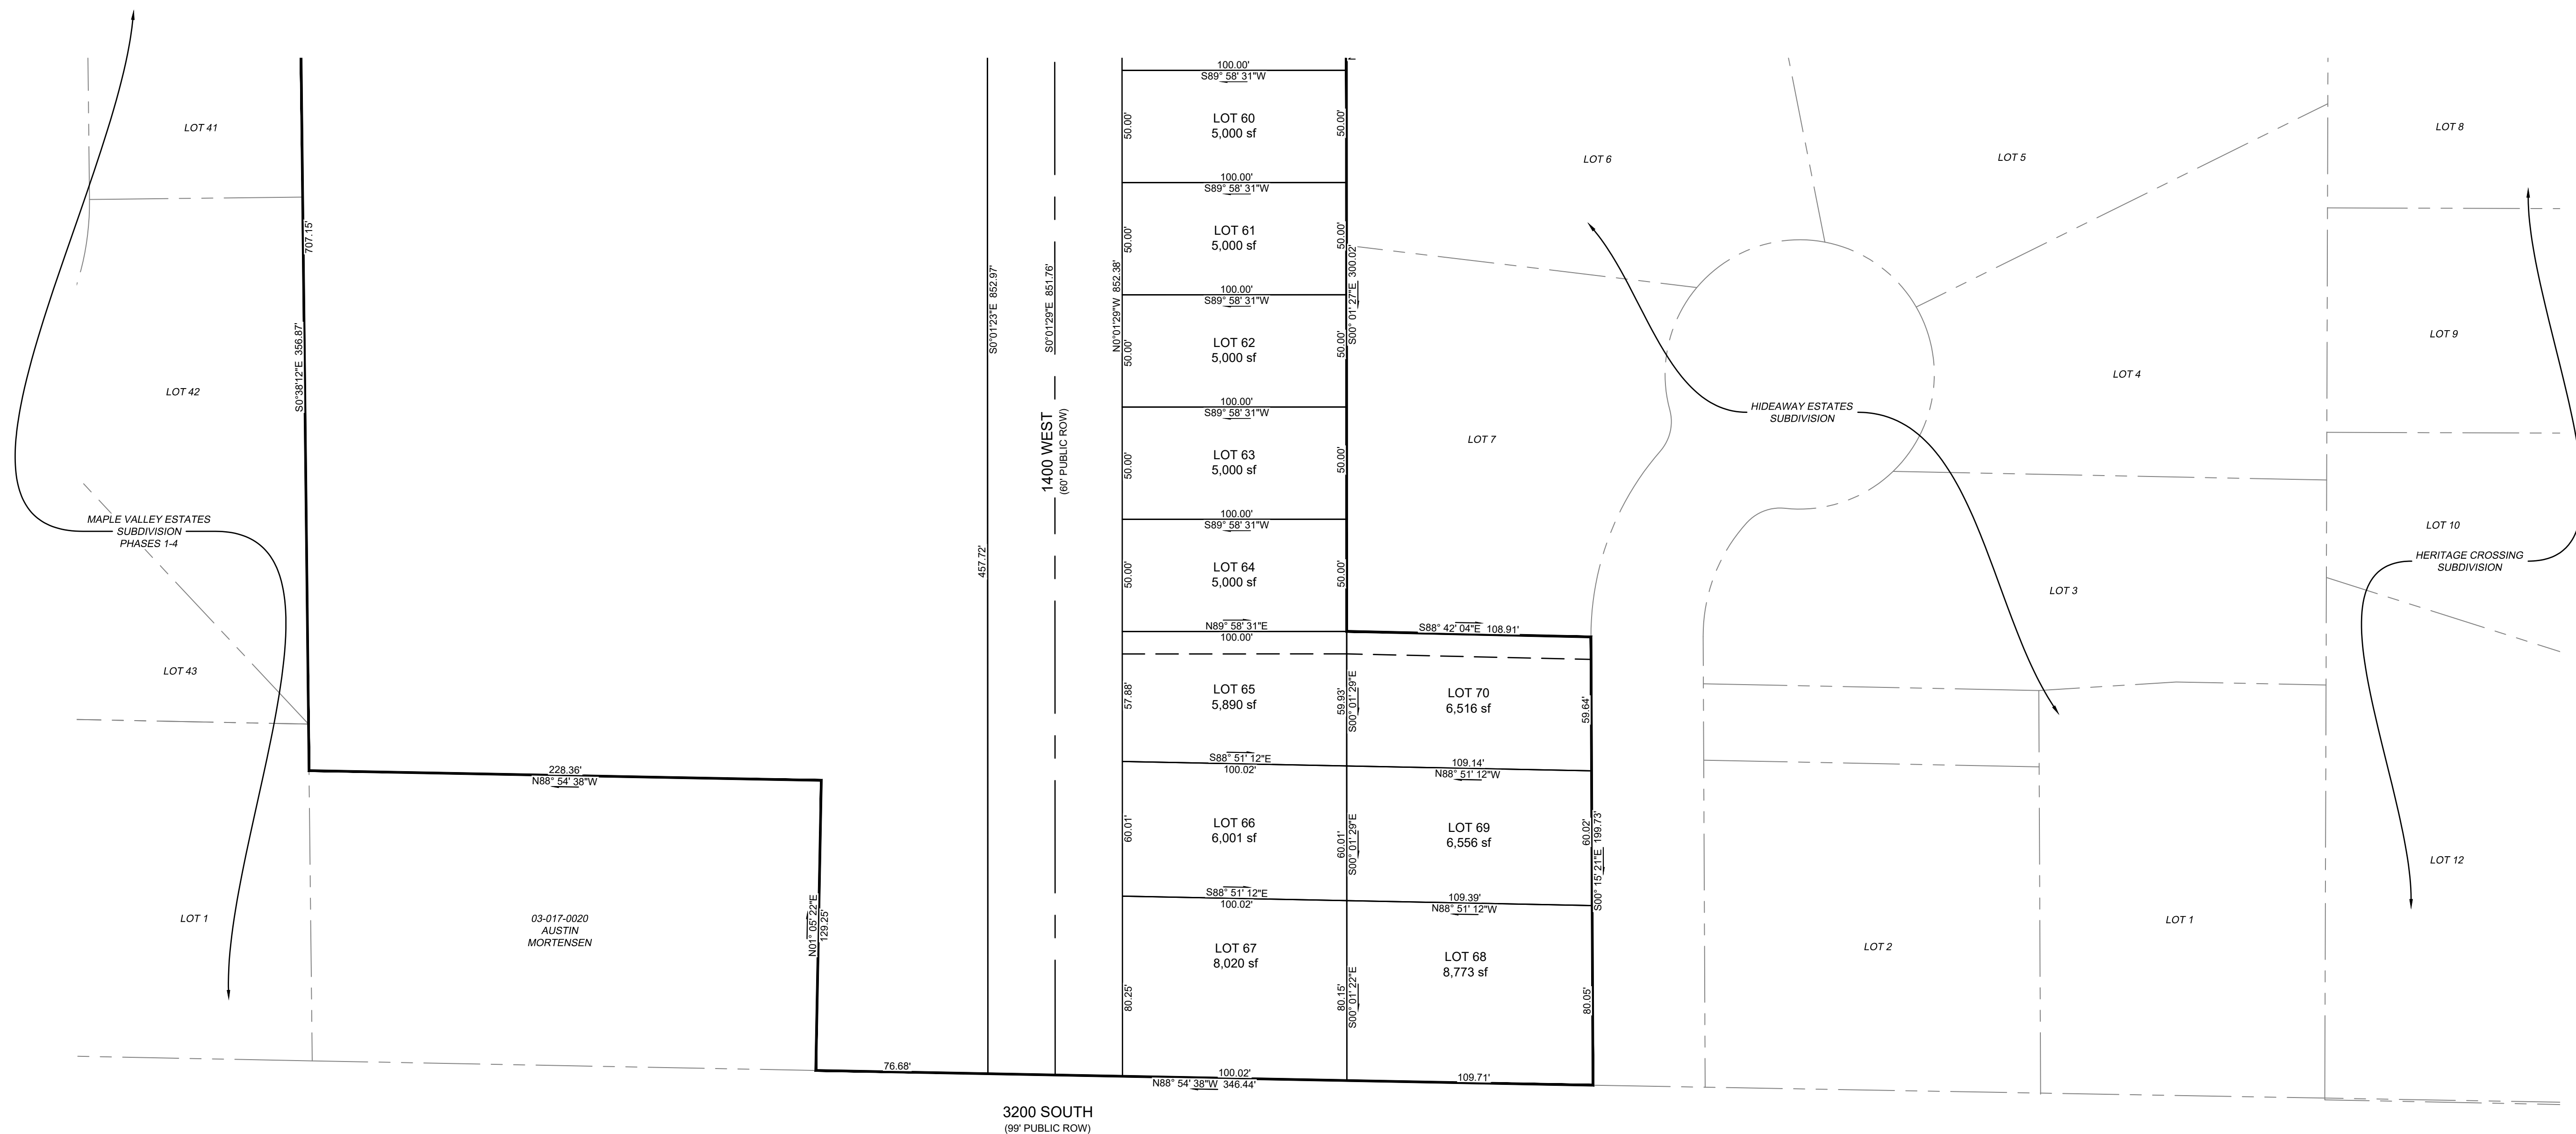 LOT 41
707.15'
S0°38'12"E 356.87'
LOT 42
MAPLE VALLEY ESTATES
SUBDIVISION
PHASES 1-4
LOT 43
LOT 1
228.36'
N88° 54' 38"W
03-017-0020
AUSTIN
MORTENSEN
N01° 05' 22"E
129.25'
76.68'
S0°01'23"E 852.97'
457.72'
S0°01'29"E 851.76'
1400 WEST
(60' PUBLIC ROW)
N0°01'29"W 852.38'
100.00'
S89° 58' 31"W
50.00'
LOT 60
5,000 sf
50.00'
100.00'
S89° 58' 31"W
50.00'
LOT 61
5,000 sf
50.00'
S00° 01' 27"E 300.02'
100.00'
S89° 58' 31"W
50.00'
LOT 62
5,000 sf
50.00'
100.00'
S89° 58' 31"W
50.00'
LOT 63
5,000 sf
50.00'
100.00'
S89° 58' 31"W
50.00'
LOT 64
5,000 sf
50.00'
N89° 58' 31"E
100.00'
S88° 42' 04"E 108.91'
57.88'
LOT 65
5,890 sf
59.93'
S00° 01' 29"E
LOT 70
6,516 sf
59.64'
S88° 51' 12"E
100.02'
109.14'
N88° 51' 12"W
60.01'
LOT 66
6,001 sf
60.01'
S00° 01' 29"E
LOT 69
6,556 sf
60.02'
S00° 15' 21"E 199.73'
S88° 51' 12"E
100.02'
109.39'
N88° 51' 12"W
80.25'
LOT 67
8,020 sf
80.15'
S00° 01' 22"E
LOT 68
8,773 sf
80.05'
100.02'
N88° 54' 38"W 346.44'
109.71'
3200 SOUTH
(99' PUBLIC ROW)
LOT 6
LOT 5
LOT 7
HIDEAWAY ESTATES
SUBDIVISION
LOT 4
LOT 3
LOT 2
LOT 1
LOT 8
LOT 9
LOT 10
HERITAGE CROSSING
SUBDIVISION
LOT 12